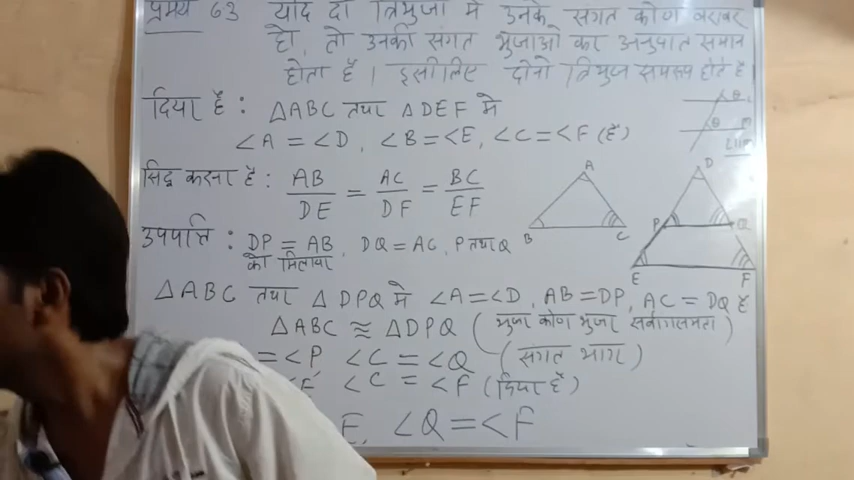 प्रमेय 63 यदि दो त्रिभुजों में उनके संगत कोण बराबर
हो, तो उनकी संगत भुजाओं का अनुपात समान
होता है। इसीलिए दोनों त्रिभुज समरूप होते है
दिया है : △ABC तथा △DEF में
∠A = ∠D, ∠B = ∠E, ∠C = ∠F (है)
सिद्ध करना है : AB/DE = AC/DF = BC/EF
उपपत्ति : DP = AB, DQ = AC, P तथा Q
को मिलाया
△ABC तथा △DPQ में ∠A = ∠D, AB = DP, AC = DQ है
△ABC ≈ △DPQ (भुजा कोण भुजा सर्वांगसमता)
= ∠P ∠C = ∠Q (संगत भाग)
∠E ∠C = ∠F (दिया है)
E, ∠Q = ∠F
θ
L
θ
m
L||m
A
B
C
D
P
Q
E
F